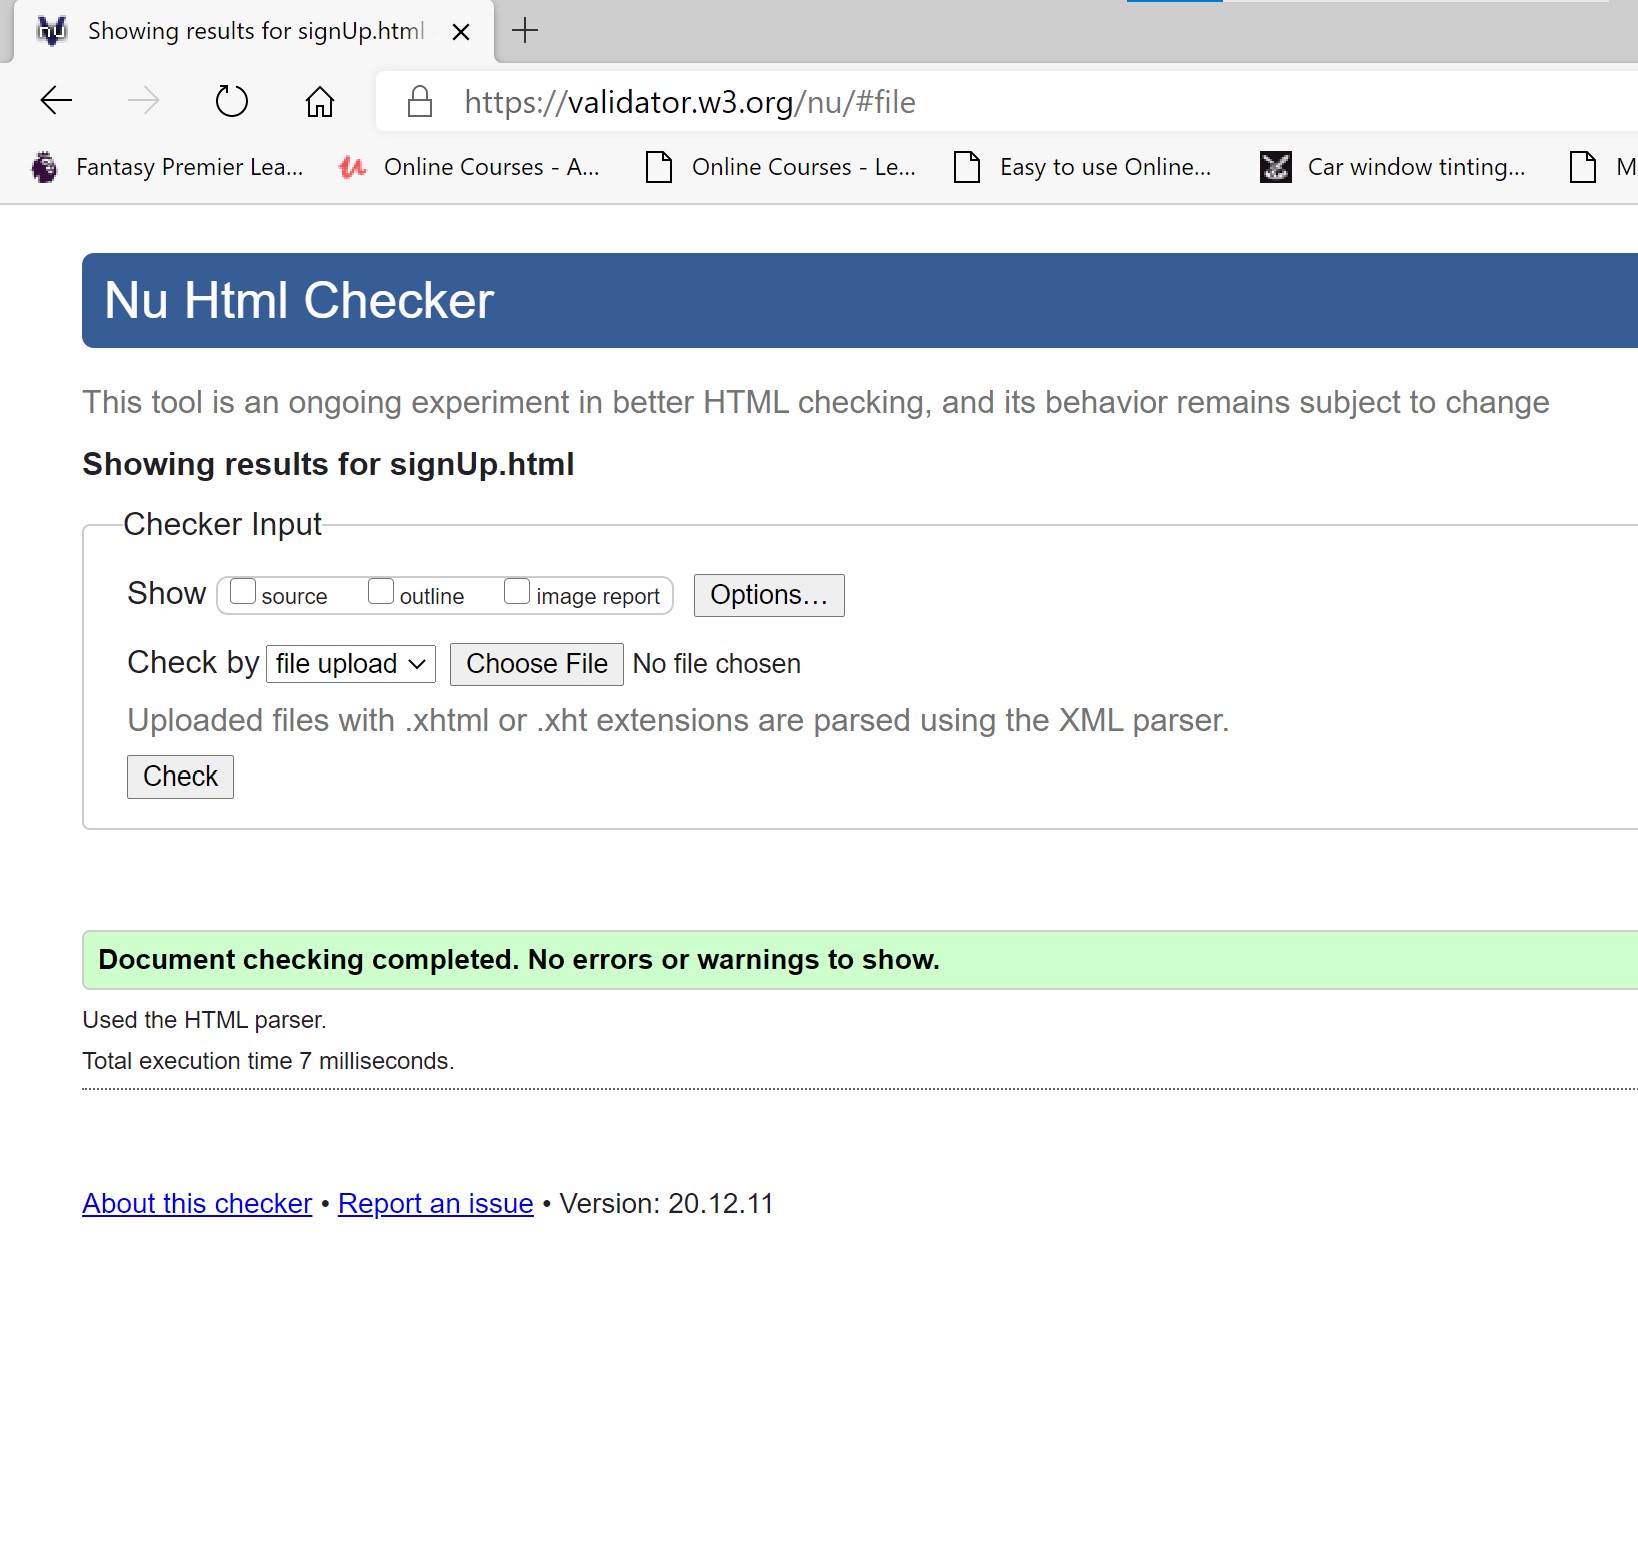 Showing results for signUp.html
https://validator.w3.org/nu/#file
Fantasy Premier Lea... Online Courses - A... Online Courses - Le... Easy to use Online... Car window tinting... M
Nu Html Checker
This tool is an ongoing experiment in better HTML checking, and its behavior remains subject to change
Showing results for signUp.html
Checker Input
Show source outline image report Options...
Check by file upload Choose File No file chosen
Uploaded files with .xhtml or .xht extensions are parsed using the XML parser.
Check
Document checking completed. No errors or warnings to show.
Used the HTML parser.
Total execution time 7 milliseconds.
About this checker • Report an issue • Version: 20.12.11